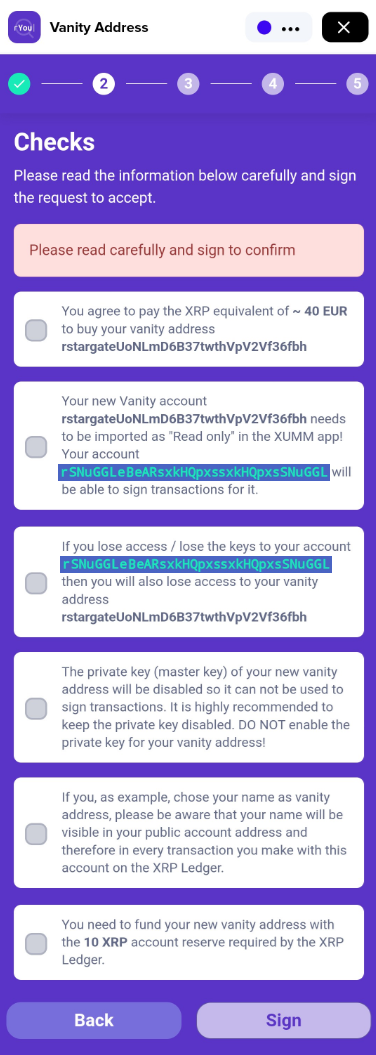 rYou
Vanity Address
2
3
4
5
Checks
Please read the information below carefully and sign
the request to accept.
Please read carefully and sign to confirm
You agree to pay the XRP equivalent of ~ 40 EUR
to buy your vanity address
rstargateUoNLmD6B37twthVpV2Vf36fbh
Your new Vanity account
rstargateUoNLmD6B37twthVpV2Vf36fbh needs
to be imported as "Read only" in the XUMM app!
Your account
rSNuGGLeBeARsxkHQpxssxkHQpxsSNuGGL will
be able to sign transactions for it.
If you lose access / lose the keys to your account
rSNuGGLeBeARsxkHQpxssxkHQpxsSNuGGL
then you will also lose access to your vanity
address
rstargateUoNLmD6B37twthVpV2Vf36fbh
The private key (master key) of your new vanity
address will be disabled so it can not be used to
sign transactions. It is highly recommended to
keep the private key disabled. DO NOT enable the
private key for your vanity address!
If you, as example, chose your name as vanity
address, please be aware that your name will be
visible in your public account address and
therefore in every transaction you make with this
account on the XRP Ledger.
You need to fund your new vanity address with
the 10 XRP account reserve required by the XRP
Ledger.
Back
Sign